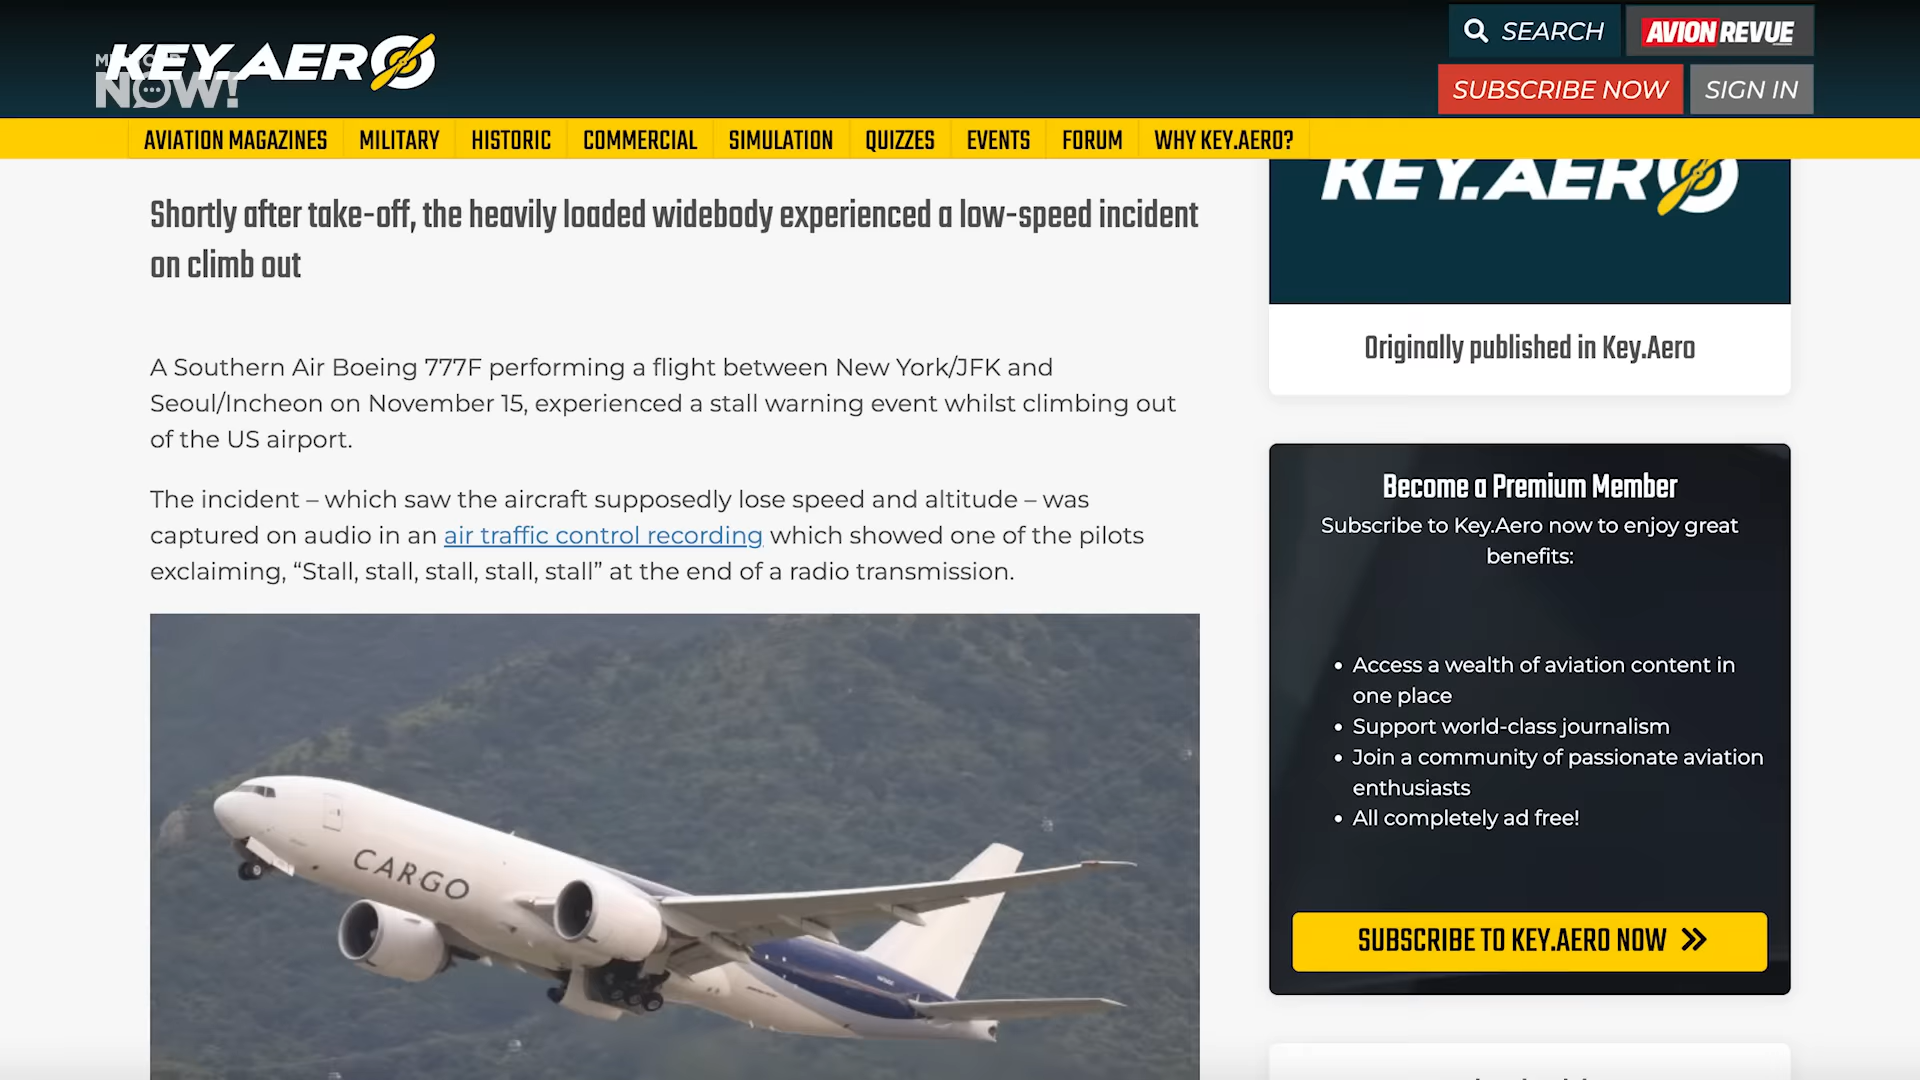 KEY.AERO
NOW!
SEARCH
AVION REVUE
SUBSCRIBE NOW
SIGN IN
AVIATION MAGAZINES
MILITARY
HISTORIC
COMMERCIAL
SIMULATION
QUIZZES
EVENTS
FORUM
WHY KEY.AERO?
Shortly after take-off, the heavily loaded widebody experienced a low-speed incident
on climb out
A Southern Air Boeing 777F performing a flight between New York/JFK and
Seoul/Incheon on November 15, experienced a stall warning event whilst climbing out
of the US airport.
The incident – which saw the aircraft supposedly lose speed and altitude – was
captured on audio in an air traffic control recording which showed one of the pilots
exclaiming, “Stall, stall, stall, stall, stall” at the end of a radio transmission.
CARGO
KEY.AERO
Originally published in Key.Aero
Become a Premium Member
Subscribe to Key.Aero now to enjoy great
benefits:
• Access a wealth of aviation content in
one place
• Support world-class journalism
• Join a community of passionate aviation
enthusiasts
• All completely ad free!
SUBSCRIBE TO KEY.AERO NOW